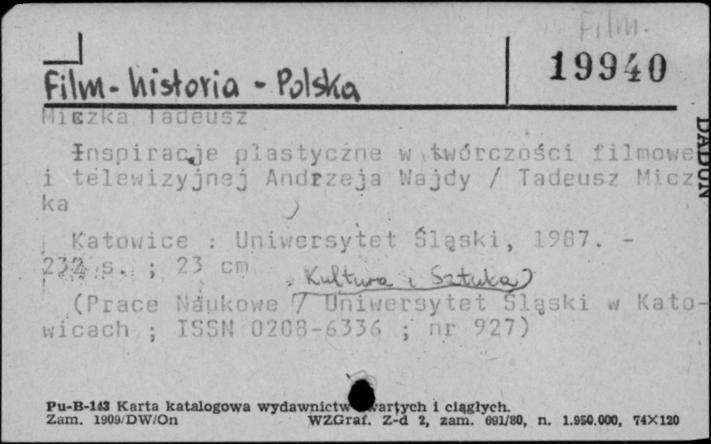 Film.
19940
Film - historia - Polska
Miczka Tadeusz
Inspiracje plastyczne w twórczości filmowe
i telewizyjnej Andrzeja Wajdy / Tadeusz Micz
ka
Katowice : Uniwersytet Śląski, 1987. -
232 s. ; 23 cm
Kultura i Sztuka)
(Prace Naukowe / Uniwersytet Śląski w Kato-
wicach ; ISSN 0208-6336 ; nr 927)
Pu-B-143 Karta katalogowa wydawnictw zwartych i ciągłych.
Zam. 1909/DW/On WZGraf. Z-d 2, zam. 691/80, n. 1.950.000, 74×120